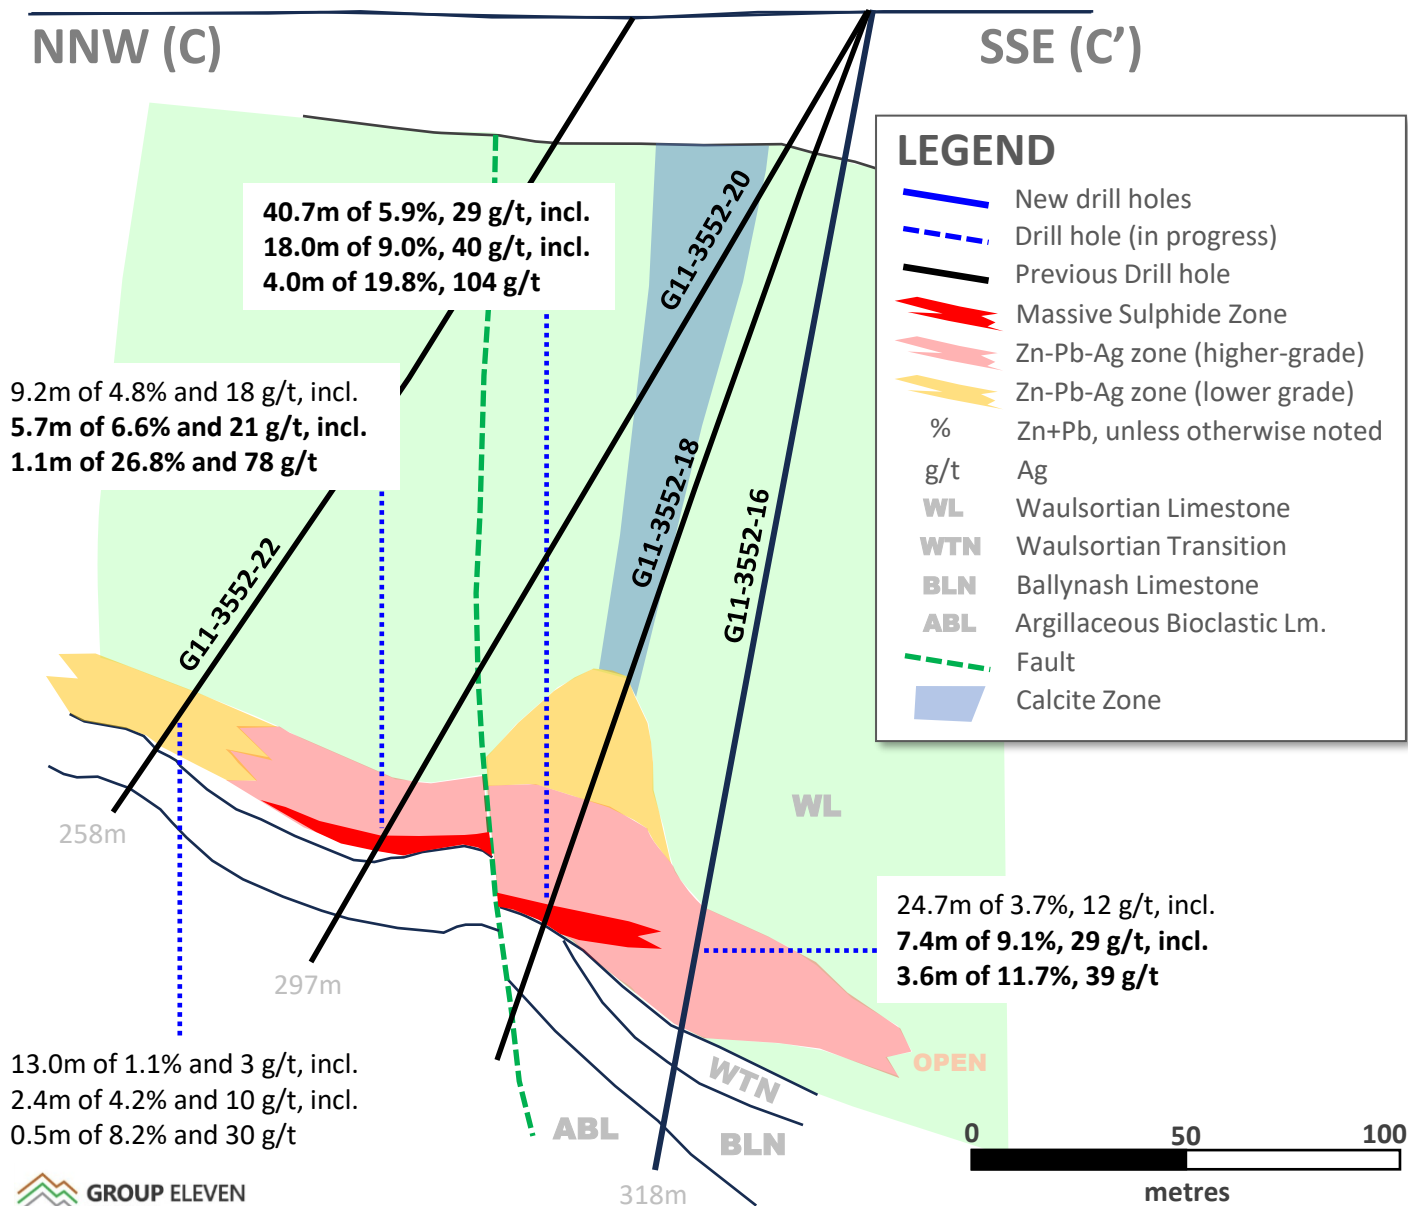 NNW (C)
SSE (C’)
LEGEND
New drill holes
Drill hole (in progress)
Previous Drill hole
Massive Sulphide Zone
Zn-Pb-Ag zone (higher-grade)
Zn-Pb-Ag zone (lower grade)
% Zn+Pb, unless otherwise noted
g/t Ag
WL Waulsortian Limestone
WTN Waulsortian Transition
BLN Ballynash Limestone
ABL Argillaceous Bioclastic Lm.
Fault
Calcite Zone
40.7m of 5.9%, 29 g/t, incl.
18.0m of 9.0%, 40 g/t, incl.
4.0m of 19.8%, 104 g/t
9.2m of 4.8% and 18 g/t, incl.
5.7m of 6.6% and 21 g/t, incl.
1.1m of 26.8% and 78 g/t
G11-3552-20
G11-3552-18
G11-3552-16
G11-3552-22
WL
258m
297m
24.7m of 3.7%, 12 g/t, incl.
7.4m of 9.1%, 29 g/t, incl.
3.6m of 11.7%, 39 g/t
OPEN
13.0m of 1.1% and 3 g/t, incl.
2.4m of 4.2% and 10 g/t, incl.
0.5m of 8.2% and 30 g/t
WTN
ABL
BLN
318m
0 50 100
metres
GROUP ELEVEN